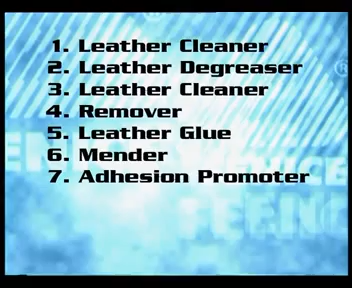 1. Leather Cleaner
2. Leather Degreaser
3. Leather Cleaner
4. Remover
5. Leather Glue
6. Mender
7. Adhesion Promoter